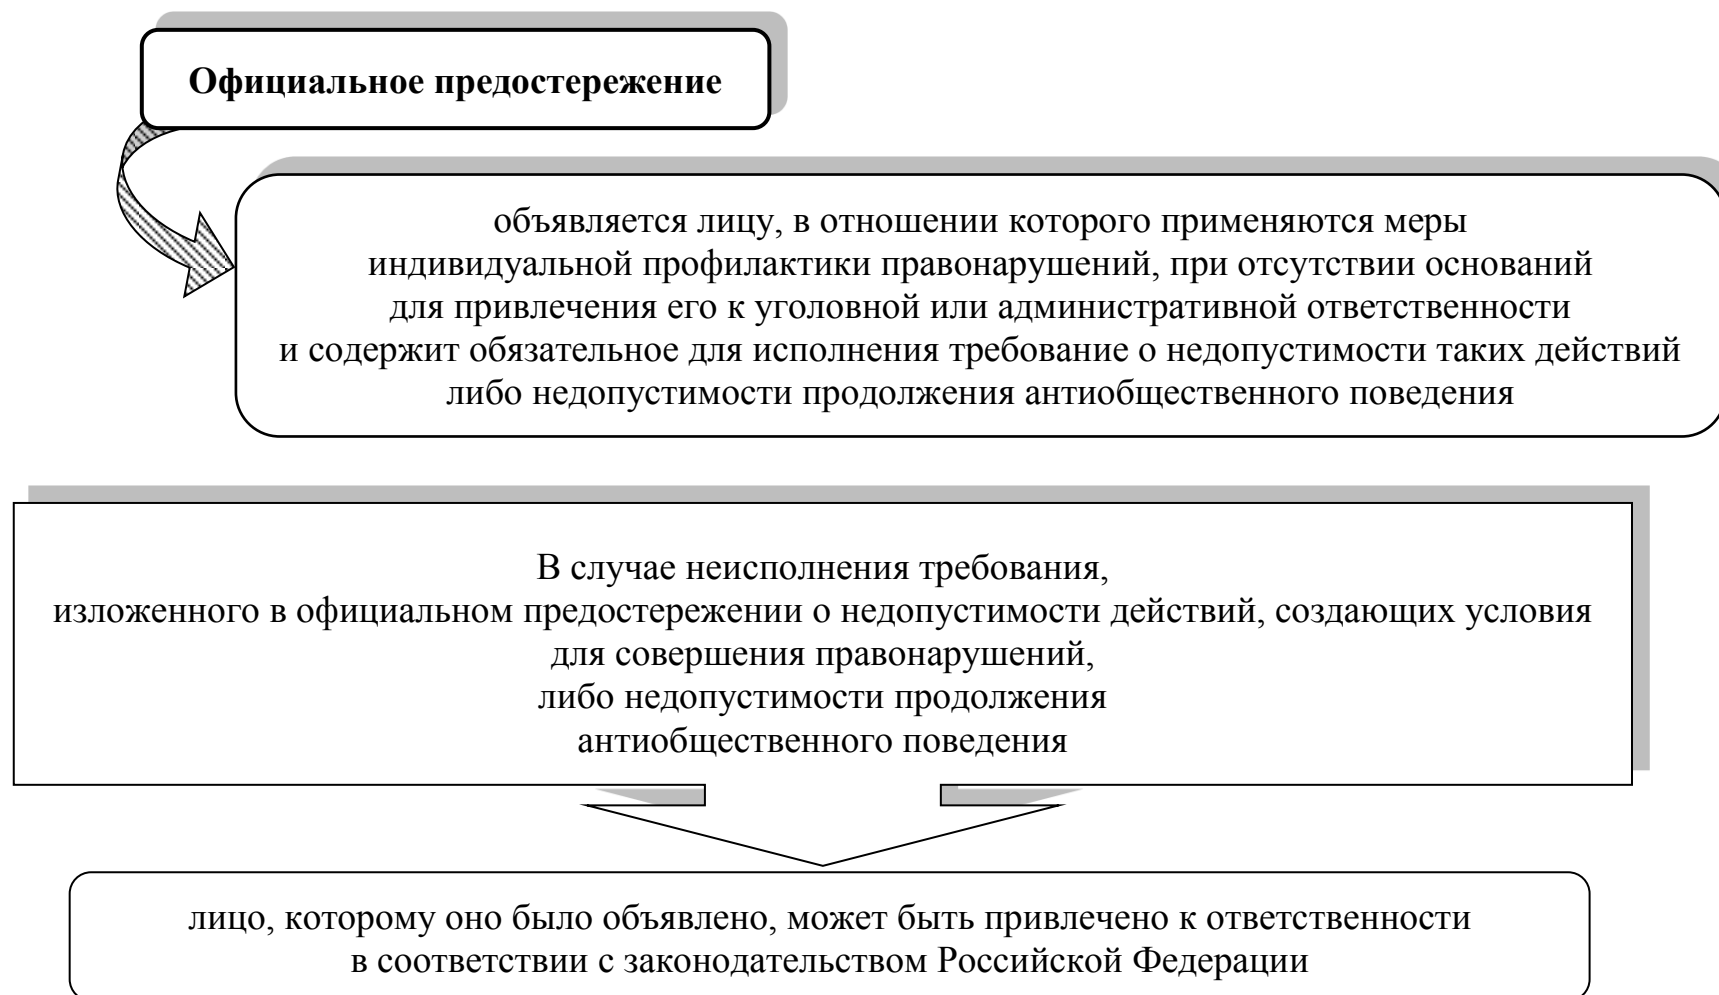 Официальное предостережение
объявляется лицу, в отношении которого применяются меры
индивидуальной профилактики правонарушений, при отсутствии оснований
для привлечения его к уголовной или административной ответственности
и содержит обязательное для исполнения требование о недопустимости таких действий
либо недопустимости продолжения антиобщественного поведения
В случае неисполнения требования,
изложенного в официальном предостережении о недопустимости действий, создающих условия
для совершения правонарушений,
либо недопустимости продолжения
антиобщественного поведения
лицо, которому оно было объявлено, может быть привлечено к ответственности
в соответствии с законодательством Российской Федерации